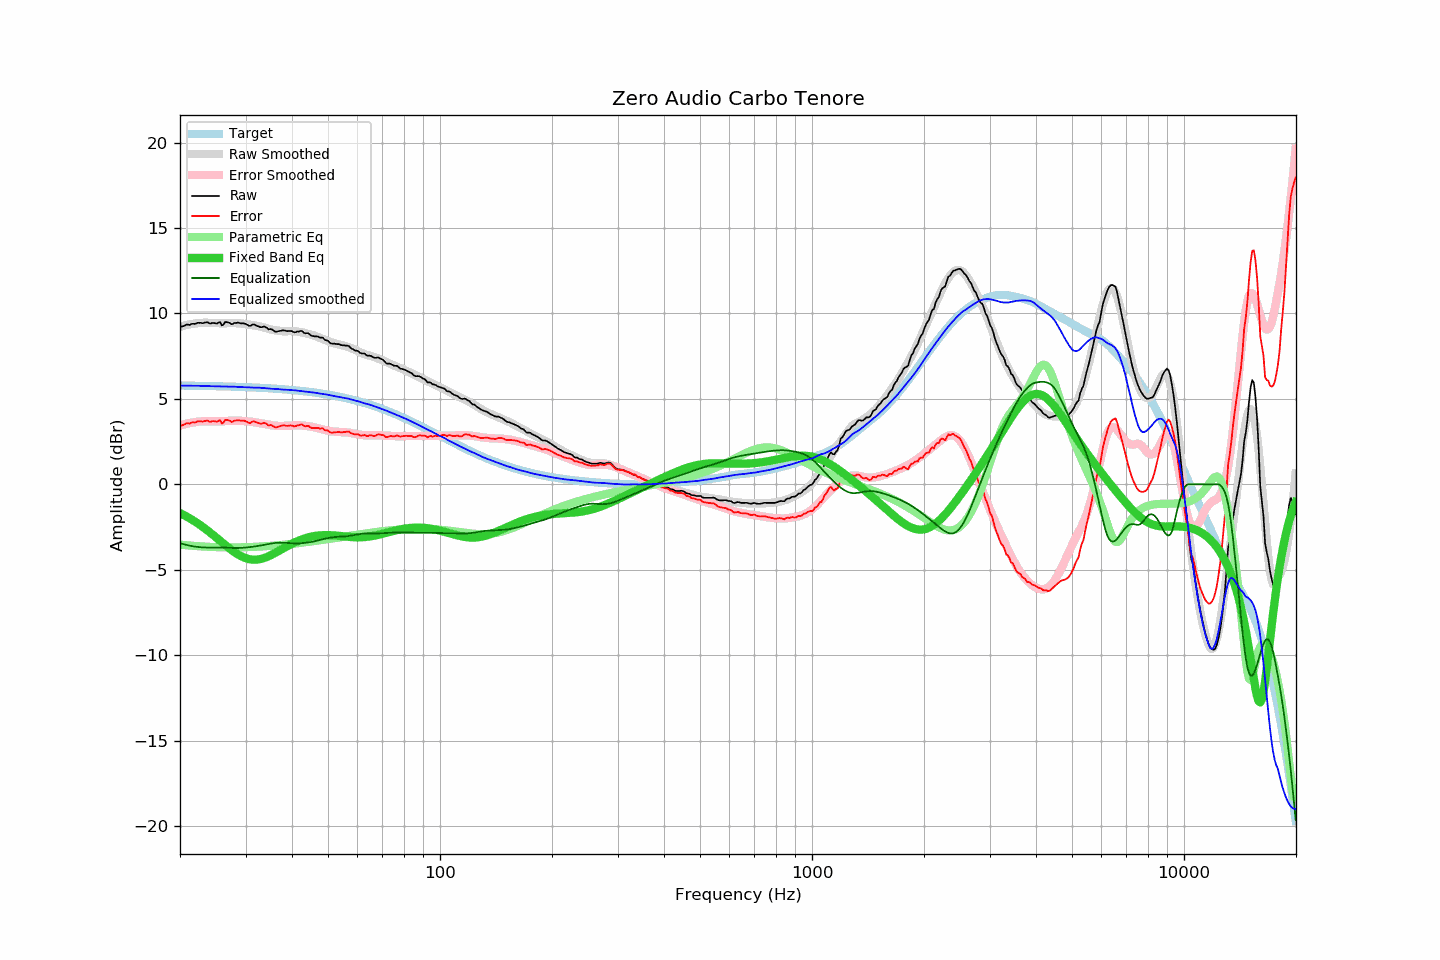 Zero Audio Carbo Tenore
Target
Raw Smoothed
Error Smoothed
Raw
Error
Parametric Eq
Fixed Band Eq
Equalization
Equalized smoothed
20
15
10
5
0
−5
−10
−15
−20
Amplitude (dBr)
100
1000
10000
Frequency (Hz)